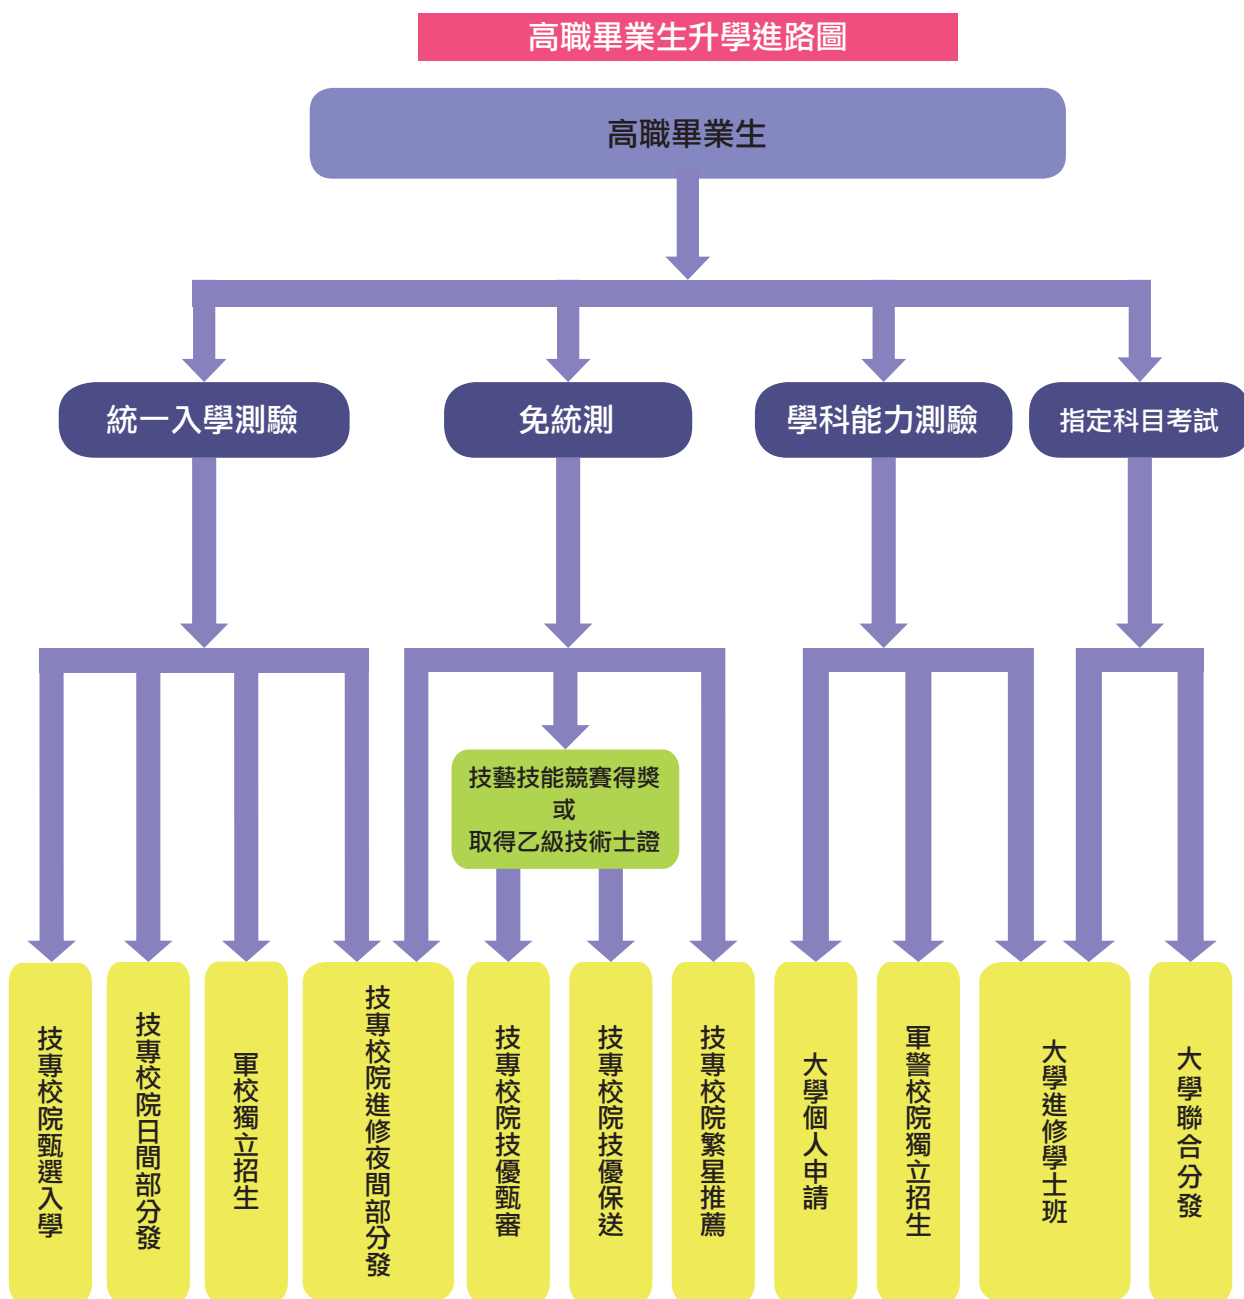 高職畢業生升學進路圖
高職畢業生
統一入學測驗
免統測
學科能力測驗
指定科目考試
技藝技能競賽得獎
或
取得乙級技術士證
技專校院甄選入學
技專校院日間部分發
軍校獨立招生
技專校院進修夜間部分發
技專校院技優甄審
技專校院技優保送
技專校院繁星推薦
大學個人申請
軍警校院獨立招生
大學進修學士班
大學聯合分發